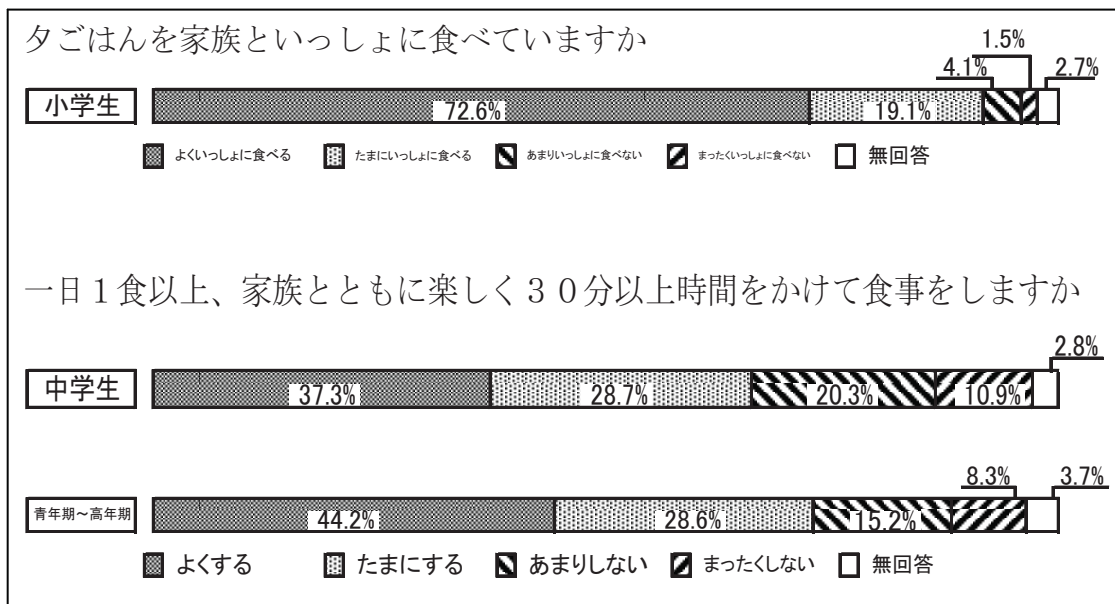 夕ごはんを家族といっしょに食べていますか
1.5%
4.1%
2.7%
小学生
72.6%
19.1%
よくいっしょに食べる たまにいっしょに食べる あまりいっしょに食べない まったくいっしょに食べない 無回答
一日1食以上、家族とともに楽しく30分以上時間をかけて食事をしますか
2.8%
中学生
37.3%
28.7%
20.3%
10.9%
8.3%
3.7%
青年期～高年期
44.2%
28.6%
15.2%
よくする たまにする あまりしない まったくしない 無回答